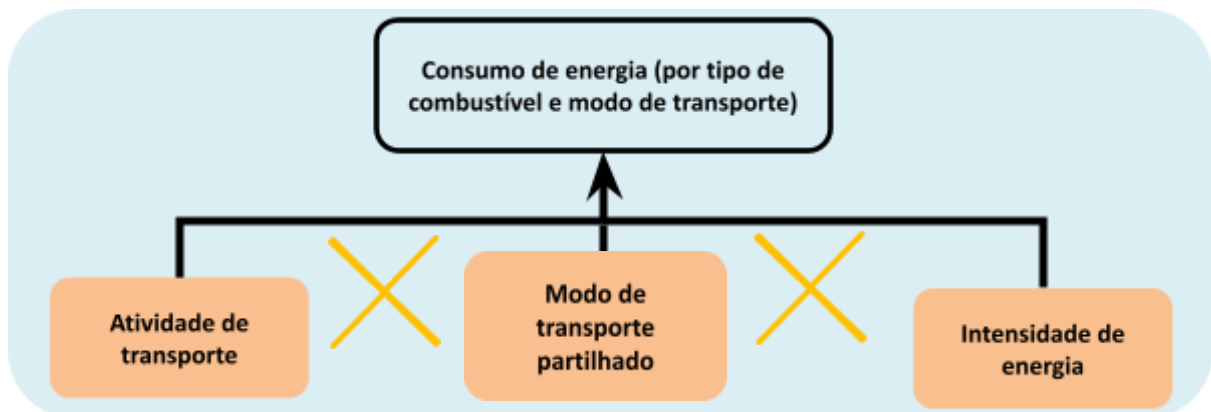 Consumo de energia (por tipo de
combustível e modo de transporte)
Atividade de
transporte
Modo de
transporte
partilhado
Intensidade de
energia